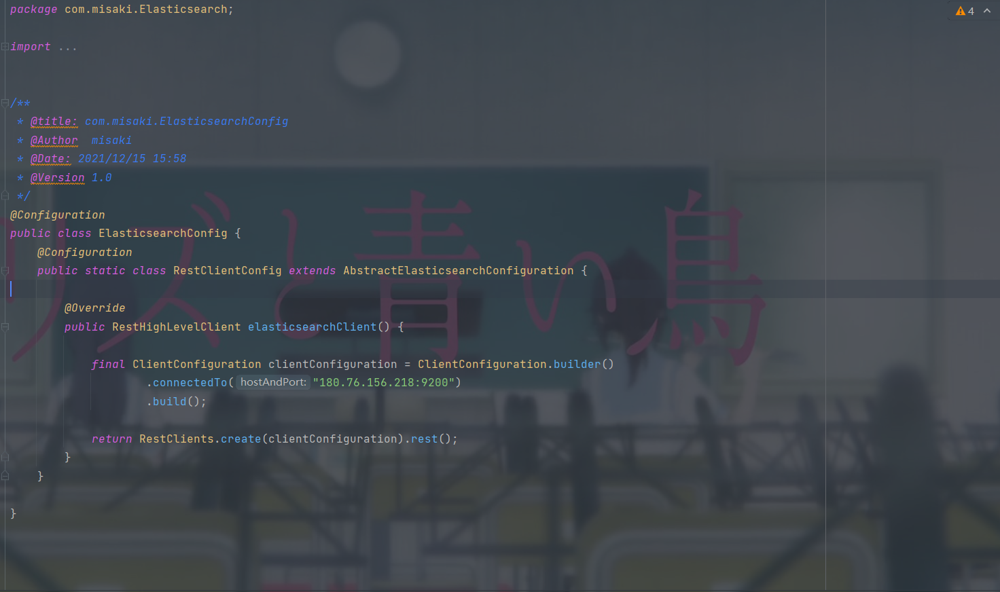 package com.misaki.Elasticsearch;
4
import ...
/**
 * @title: com.misaki.ElasticsearchConfig
 * @Author  misaki
 * @Date: 2021/12/15 15:58
 * @Version 1.0
 */
@Configuration
public class ElasticsearchConfig {
    @Configuration
    public static class RestClientConfig extends AbstractElasticsearchConfiguration {
        @Override
        public RestHighLevelClient elasticsearchClient() {
            final ClientConfiguration clientConfiguration = ClientConfiguration.builder()
                    .connectedTo( hostAndPort: "180.76.156.218:9200")
                    .build();
            return RestClients.create(clientConfiguration).rest();
        }
    }
}
リズと青い鳥